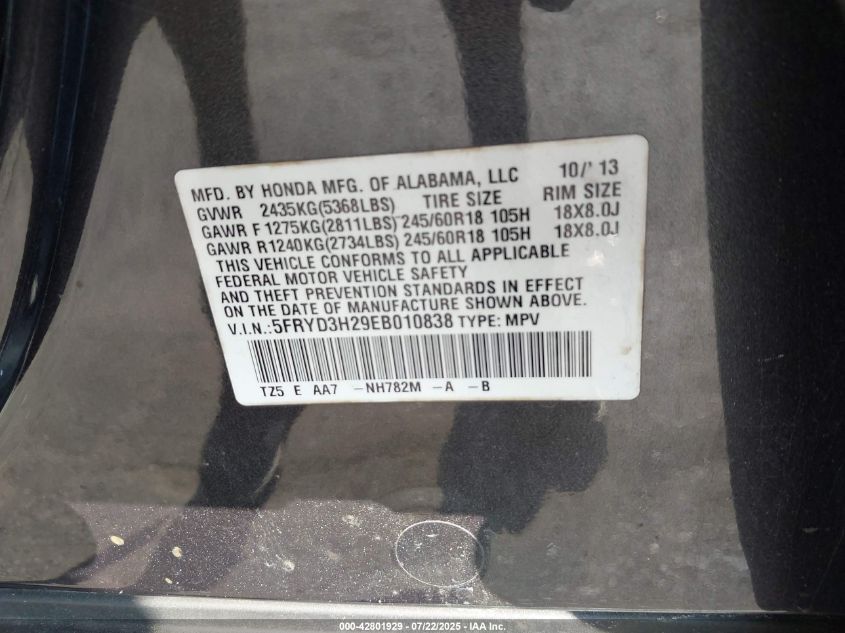 MFD. BY HONDA MFG. OF ALABAMA, LLC 10/' 13
GVWR 2435KG(5368LBS) TIRE SIZE RIM SIZE
GAWR F 1275KG(2811LBS) 245/60R18 105H 18X8.0J
GAWR R1240KG(2734LBS) 245/60R18 105H 18X8.0J
THIS VEHICLE CONFORMS TO ALL APPLICABLE
FEDERAL MOTOR VEHICLE SAFETY
AND THEFT PREVENTION STANDARDS IN EFFECT
ON THE DATE OF MANUFACTURE SHOWN ABOVE.
V.I.N.:5FRYD3H29EB010838 TYPE: MPV
TZ5 E AA7 -NH782M -A -B
000-42801929 - 07/22/2025 - IAA Inc.